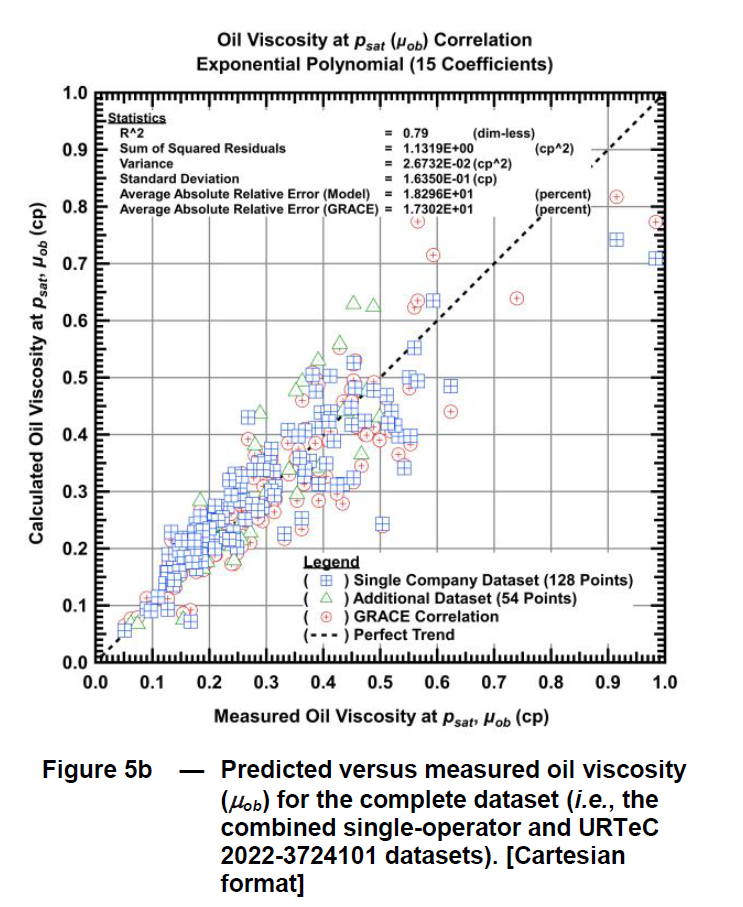 Oil Viscosity at psat (μob) Correlation
Exponential Polynomial (15 Coefficients)
Statistics
R^2 = 0.79 (dim-less)
Sum of Squared Residuals = 1.1319E+00 (cp^2)
Variance = 2.6732E-02 (cp^2)
Standard Deviation = 1.6350E-01 (cp)
Average Absolute Relative Error (Model) = 1.8296E+01 (percent)
Average Absolute Relative Error (GRACE) = 1.7302E+01 (percent)
Calculated Oil Viscosity at psat, μob (cp)
1.0
0.9
0.8
0.7
0.6
0.5
0.4
0.3
0.2
0.1
0.0
Legend
( ) Single Company Dataset (128 Points)
( ) Additional Dataset (54 Points)
( ) GRACE Correlation
(---) Perfect Trend
0.0 0.1 0.2 0.3 0.4 0.5 0.6 0.7 0.8 0.9 1.0
Measured Oil Viscosity at psat, μob (cp)
Figure 5b — Predicted versus measured oil viscosity
(μob) for the complete dataset (i.e., the
combined single-operator and URTeC
2022-3724101 datasets). [Cartesian
format]